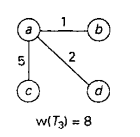 a 1 b
5 2
c d
w(T₃) = 8